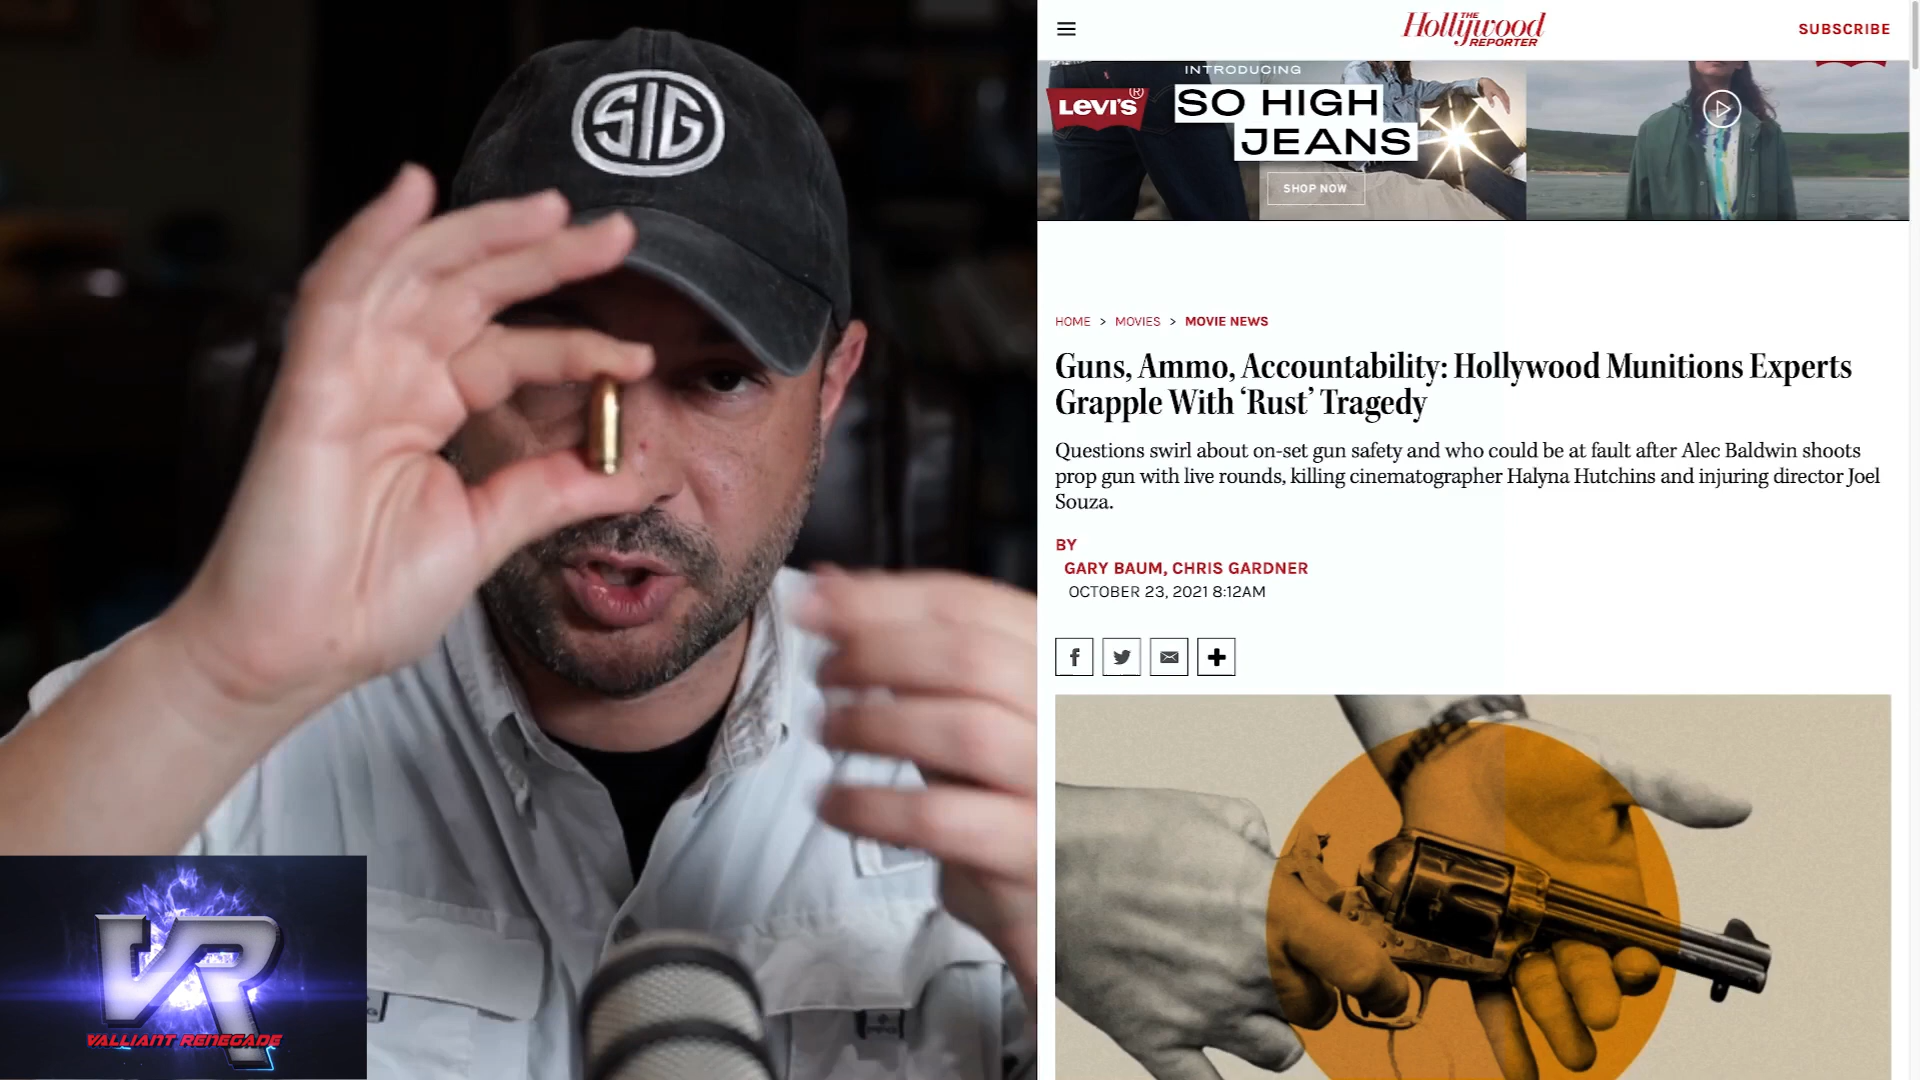 SIG
VR
VALLIANT RENEGADE
THE
Hollywood
REPORTER
SUBSCRIBE
INTRODUCING
LEVI'S®
SO HIGH
JEANS
SHOP NOW
HOME > MOVIES > MOVIE NEWS
Guns, Ammo, Accountability: Hollywood Munitions Experts
Grapple With ‘Rust’ Tragedy
Questions swirl about on-set gun safety and who could be at fault after Alec Baldwin shoots
prop gun with live rounds, killing cinematographer Halyna Hutchins and injuring director Joel
Souza.
BY
GARY BAUM, CHRIS GARDNER
OCTOBER 23, 2021 8:12AM